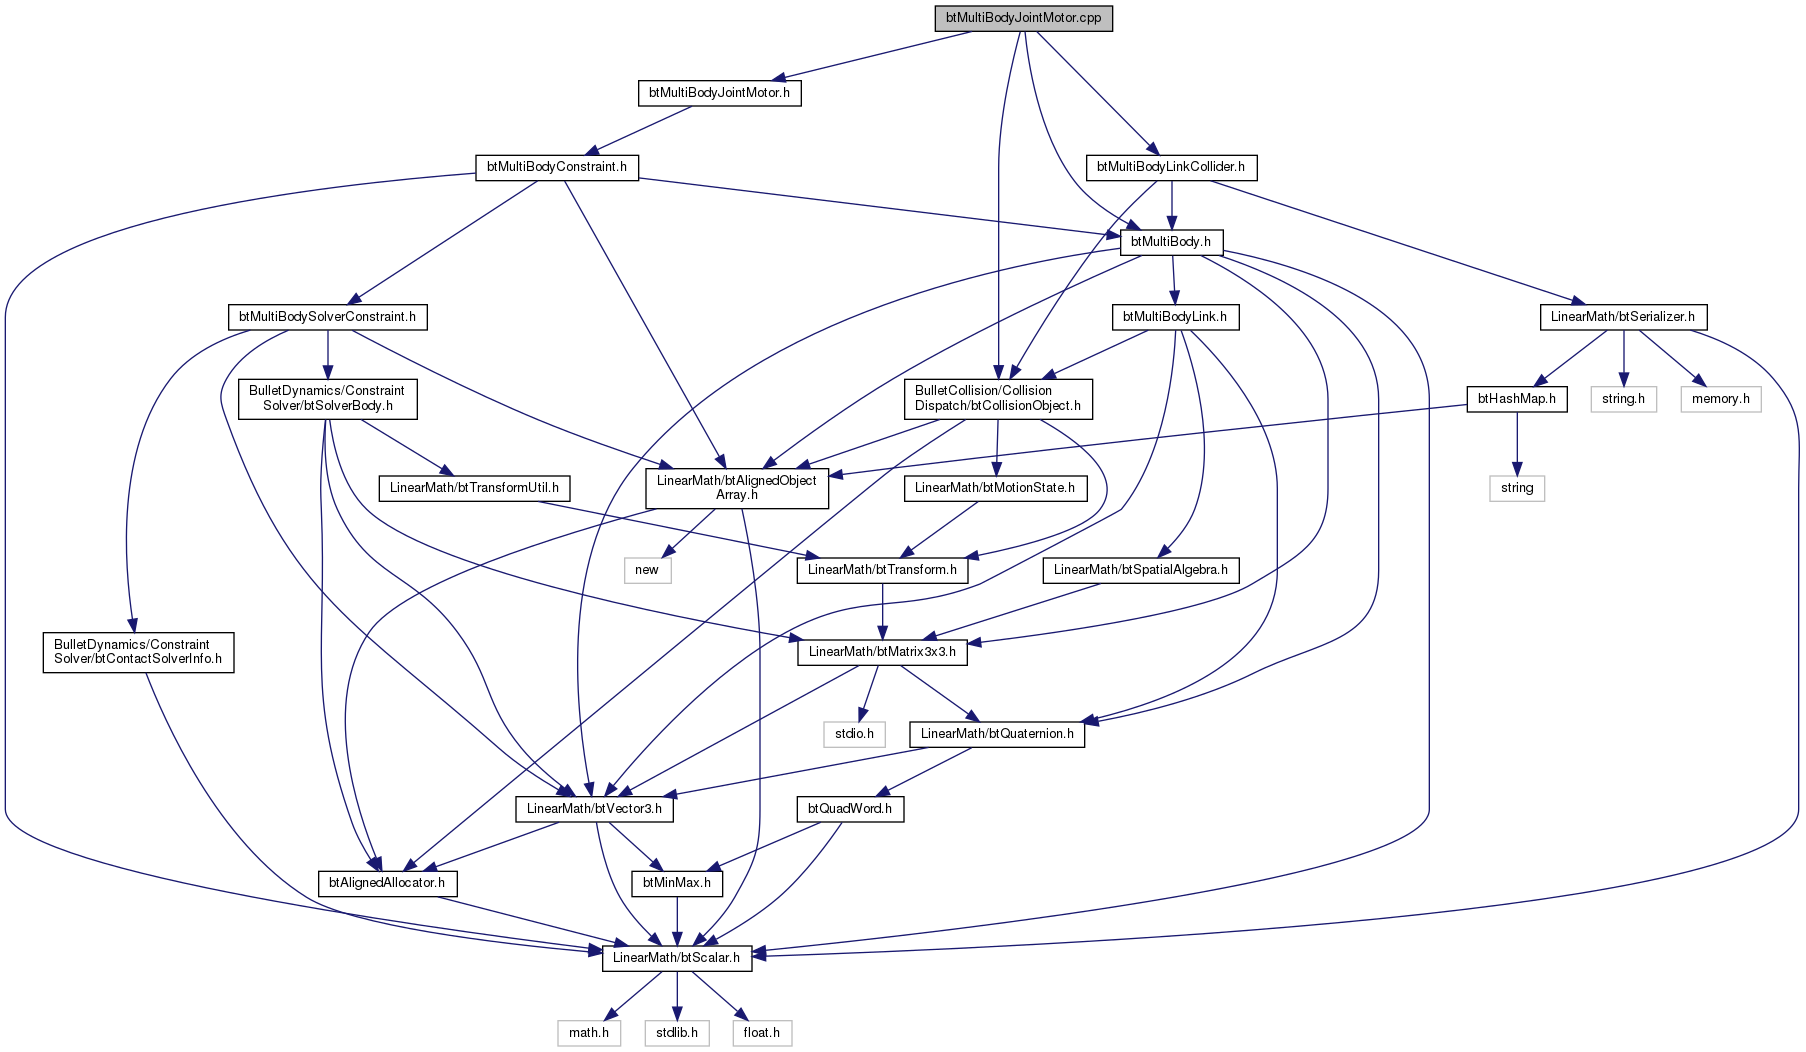 btMultiBodyJointMotor.cpp
btMultiBodyJointMotor.h
btMultiBodyConstraint.h
btMultiBodyLinkCollider.h
btMultiBody.h
btMultiBodySolverConstraint.h
btMultiBodyLink.h
LinearMath/btSerializer.h
BulletDynamics/Constraint
Solver/btSolverBody.h
BulletCollision/Collision
Dispatch/btCollisionObject.h
btHashMap.h
string.h
memory.h
LinearMath/btTransformUtil.h
LinearMath/btAlignedObject
Array.h
LinearMath/btMotionState.h
string
new
LinearMath/btTransform.h
LinearMath/btSpatialAlgebra.h
BulletDynamics/Constraint
Solver/btContactSolverInfo.h
LinearMath/btMatrix3x3.h
stdio.h
LinearMath/btQuaternion.h
LinearMath/btVector3.h
btQuadWord.h
btAlignedAllocator.h
btMinMax.h
LinearMath/btScalar.h
math.h
stdlib.h
float.h